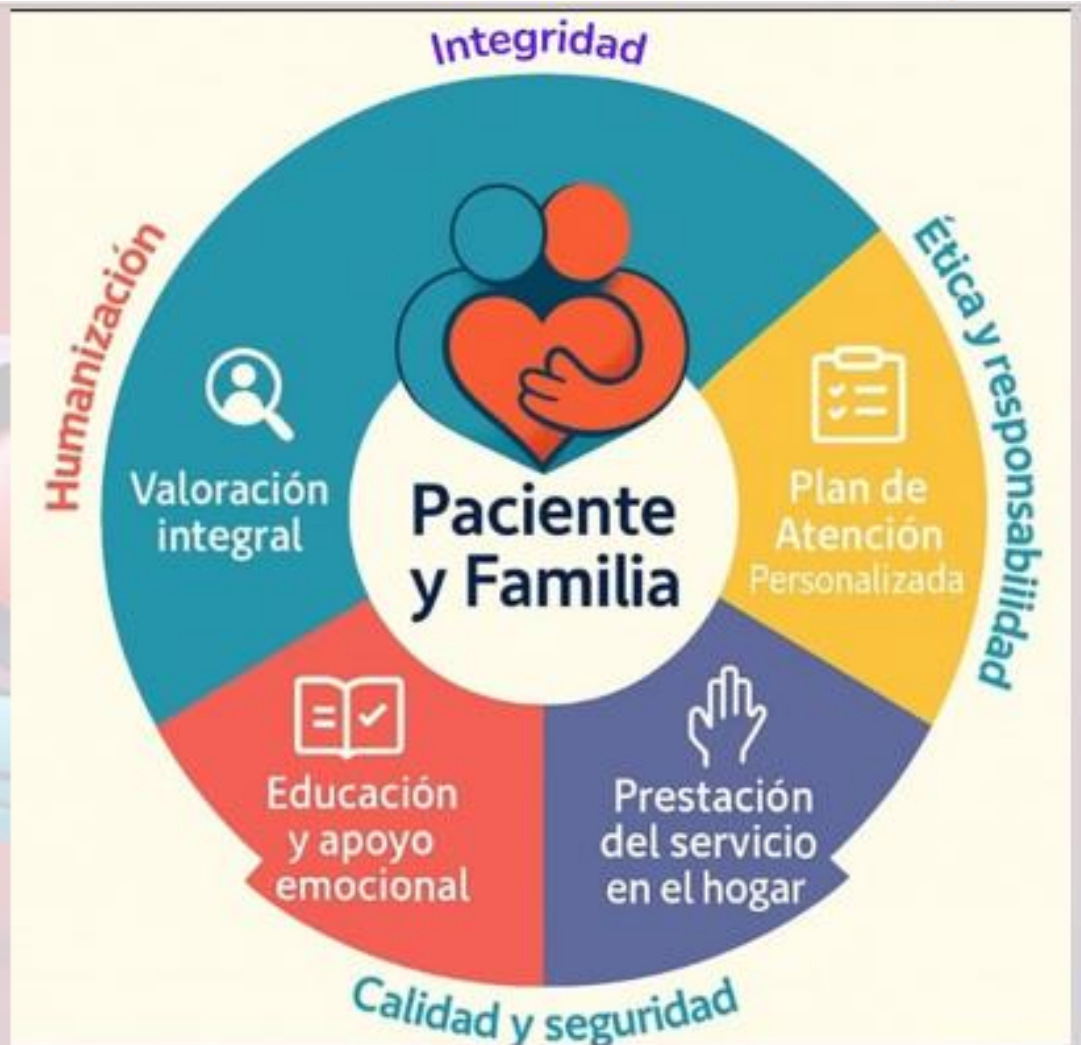 Integridad
Humanización
Ética y responsabiiidad
Valoración
integral
Paciente
y Familia
Plan de
Atención
Personalizada
Educación
y apoyo
emocional
Prestación
del servicio
en el hogar
Calidad y seguridad